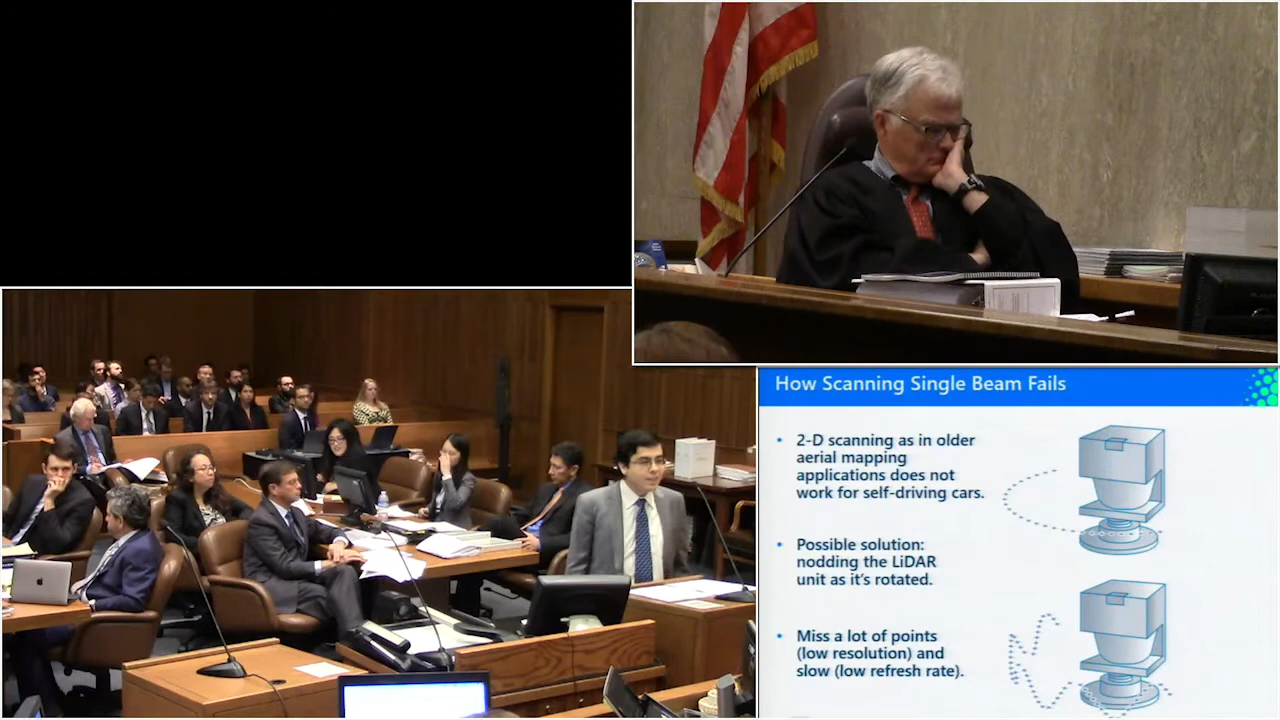 How Scanning Single Beam Fails
• 2-D scanning as in older
aerial mapping
applications does not
work for self-driving cars.
• Possible solution:
nodding the LiDAR
unit as it's rotated.
• Miss a lot of points
(low resolution) and
slow (low refresh rate).